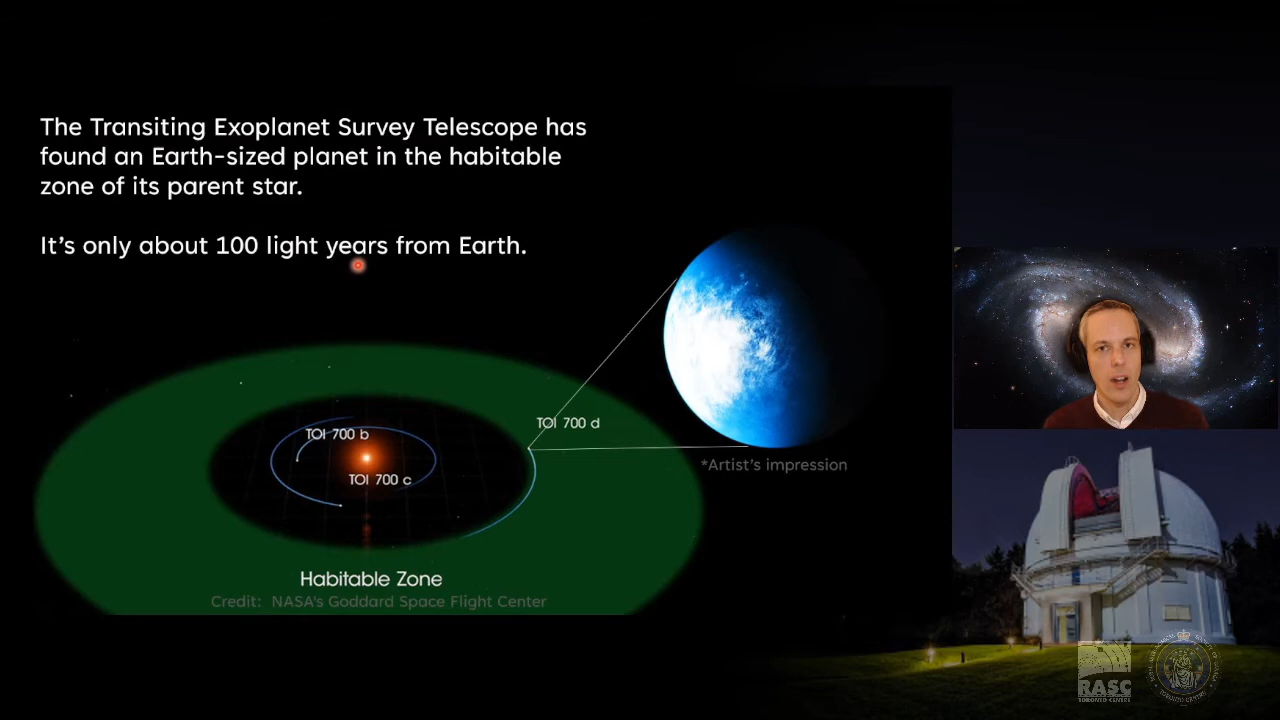 The Transiting Exoplanet Survey Telescope has
found an Earth-sized planet in the habitable
zone of its parent star.
It's only about 100 light years from Earth.
TOI 700 d
TOI 700 b
*Artist's impression
TOI 700 c
Habitable Zone
Credit: NASA's Goddard Space Flight Center
RASC
TORONTO CENTRE